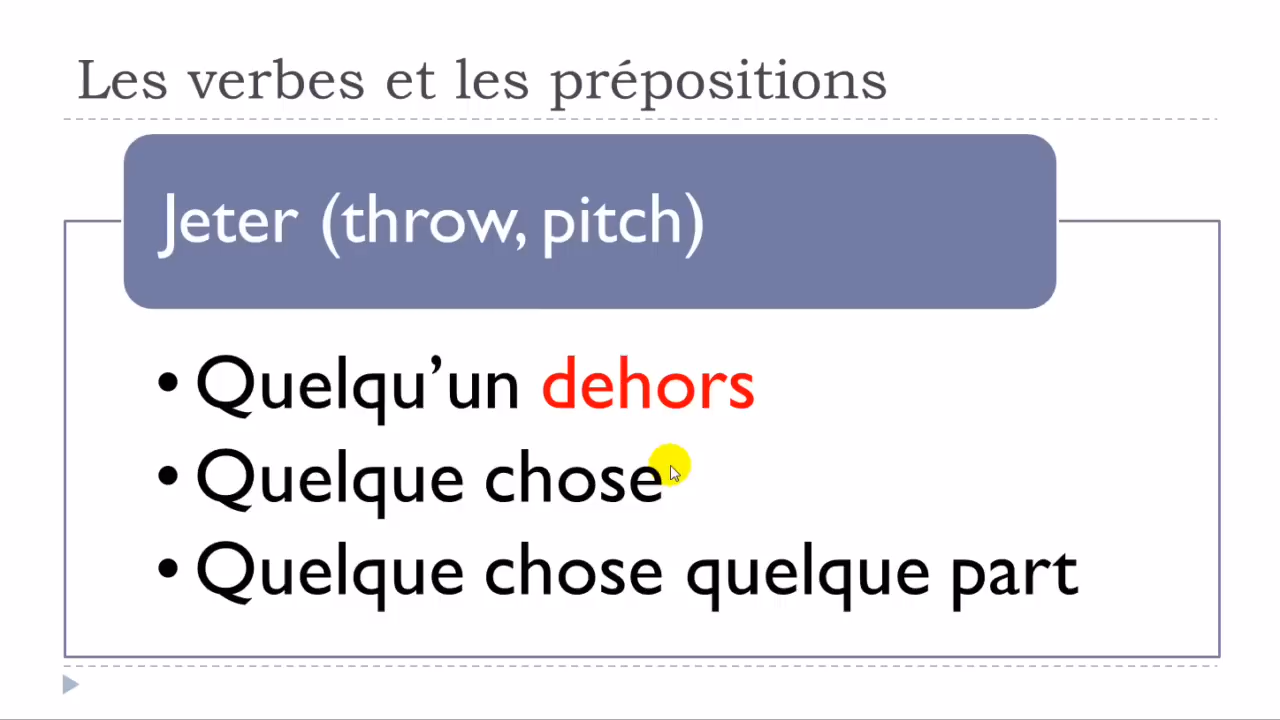 Les verbes et les prépositions
Jeter (throw, pitch)
• Quelqu’un dehors
• Quelque chose
• Quelque chose quelque part